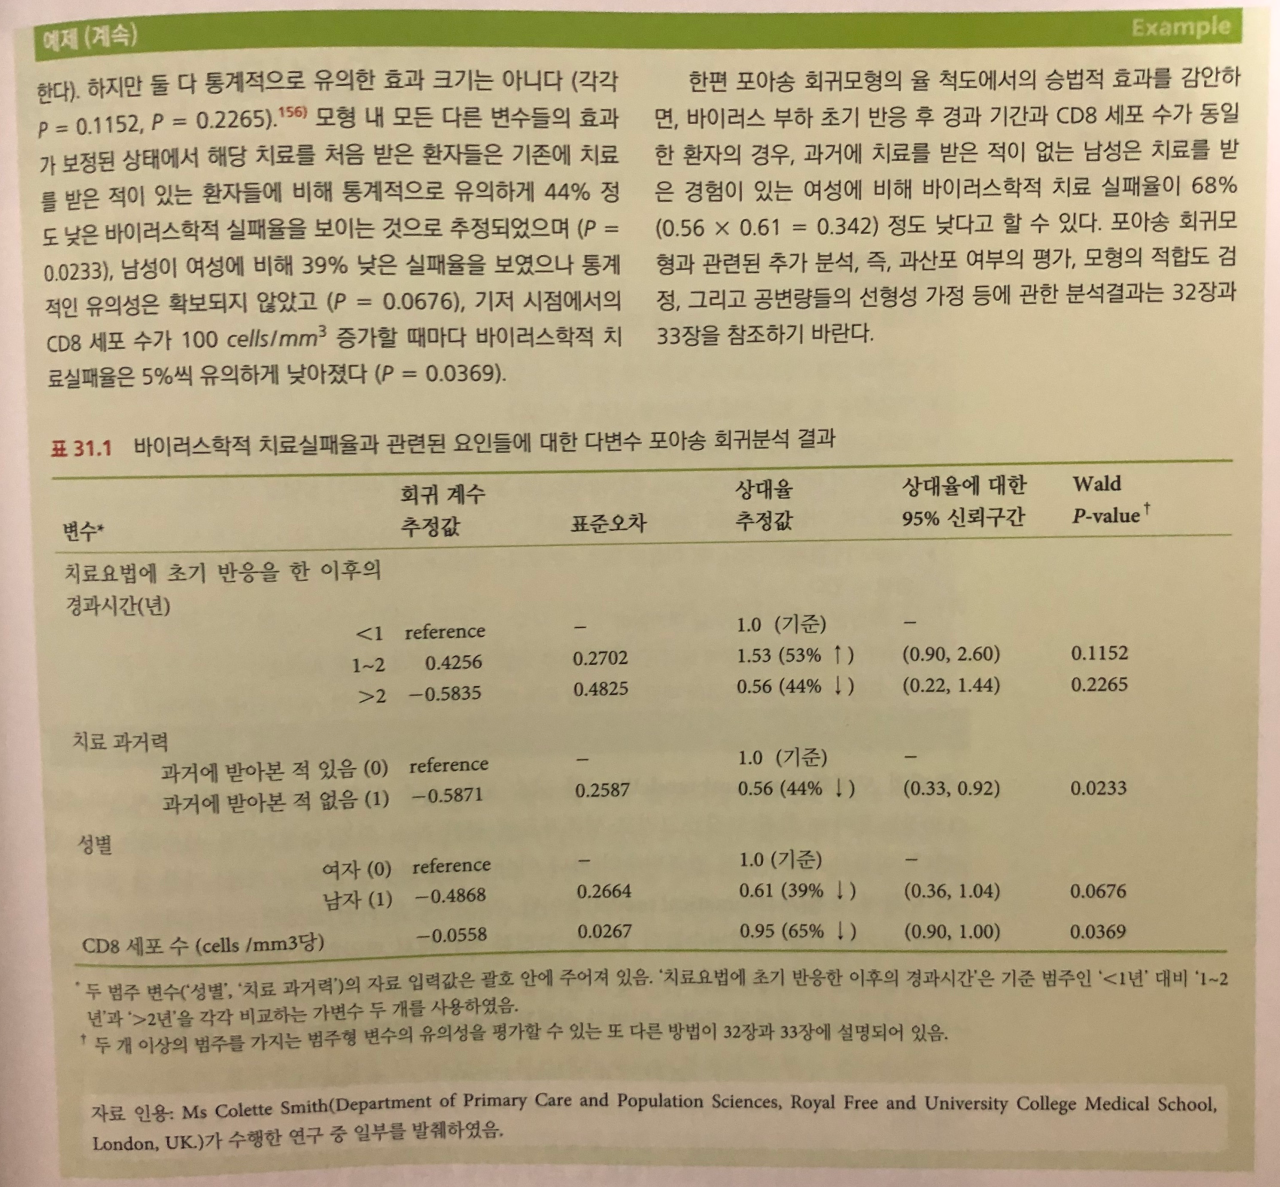 예제 (계속)
Example
한다). 하지만 둘 다 통계적으로 유의한 효과 크기는 아니다 (각각
P = 0.1152, P = 0.2265).156) 모형 내 모든 다른 변수들의 효과
가 보정된 상태에서 해당 치료를 처음 받은 환자들은 기존에 치료
를 받은 적이 있는 환자들에 비해 통계적으로 유의하게 44% 정
도 낮은 바이러스학적 실패율을 보이는 것으로 추정되었으며 (P =
0.0233), 남성이 여성에 비해 39% 낮은 실패율을 보였으나 통계
적인 유의성은 확보되지 않았고 (P = 0.0676), 기저 시점에서의
CD8 세포 수가 100 cells/mm³ 증가할 때마다 바이러스학적 치
료실패율은 5%씩 유의하게 낮아졌다 (P = 0.0369).
한편 포아송 회귀모형의 율 척도에서의 승법적 효과를 감안하
면, 바이러스 부하 초기 반응 후 경과 기간과 CD8 세포 수가 동일
한 환자의 경우, 과거에 치료를 받은 적이 없는 남성은 치료를 받
은 경험이 있는 여성에 비해 바이러스학적 치료 실패율이 68%
(0.56 × 0.61 = 0.342) 정도 낮다고 할 수 있다. 포아송 회귀모
형과 관련된 추가 분석, 즉, 과산포 여부의 평가, 모형의 적합도 검
정, 그리고 공변량들의 선형성 가정 등에 관한 분석결과는 32장과
33장을 참조하기 바란다.
표 31.1 바이러스학적 치료실패율과 관련된 요인들에 대한 다변수 포아송 회귀분석 결과
변수* 회귀 계수 추정값 표준오차 상대율 추정값 상대율에 대한 95% 신뢰구간 Wald P-value†
치료요법에 초기 반응을 한 이후의
경과시간(년)
<1 reference – 1.0 (기준) –
1~2 0.4256 0.2702 1.53 (53% ↑) (0.90, 2.60) 0.1152
>2 −0.5835 0.4825 0.56 (44% ↓) (0.22, 1.44) 0.2265
치료 과거력
과거에 받아본 적 있음 (0) reference – 1.0 (기준) –
과거에 받아본 적 없음 (1) −0.5871 0.2587 0.56 (44% ↓) (0.33, 0.92) 0.0233
성별
여자 (0) reference – 1.0 (기준) –
남자 (1) −0.4868 0.2664 0.61 (39% ↓) (0.36, 1.04) 0.0676
CD8 세포 수 (cells /mm3당) −0.0558 0.0267 0.95 (65% ↓) (0.90, 1.00) 0.0369
* 두 범주 변수('성별', '치료 과거력')의 자료 입력값은 괄호 안에 주어져 있음. '치료요법에 초기 반응한 이후의 경과시간'은 기준 범주인 '<1년' 대비 '1~2
년'과 '>2년'을 각각 비교하는 가변수 두 개를 사용하였음.
† 두 개 이상의 범주를 가지는 범주형 변수의 유의성을 평가할 수 있는 또 다른 방법이 32장과 33장에 설명되어 있음.
자료 인용: Ms Colette Smith(Department of Primary Care and Population Sciences, Royal Free and University College Medical School,
London, UK.)가 수행한 연구 중 일부를 발췌하였음.